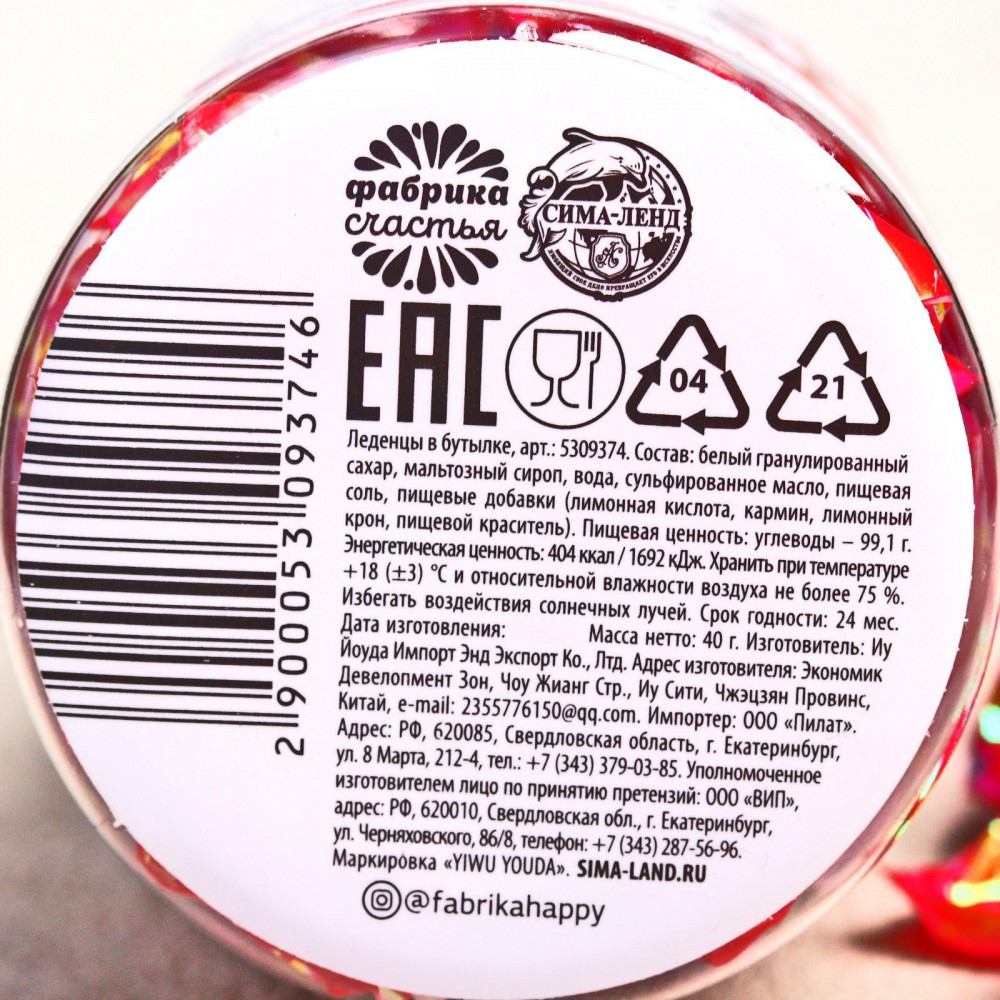 фабрика
счастья
СИМА-ЛЕНД
ЛЮБЯЩИЙ СВОЕ ДЕЛО ПРЕВРАЩАЕТ ЕГО В ИСКУССТВО
EAC
04
21
2 900053 093746
Леденцы в бутылке, арт.: 5309374. Состав: белый гранулированный
сахар, мальтозный сироп, вода, сульфированное масло, пищевая
соль, пищевые добавки (лимонная кислота, кармин, лимонный
крон, пищевой краситель). Пищевая ценность: углеводы – 99,1 г.
Энергетическая ценность: 404 ккал / 1692 кДж. Хранить при температуре
+18 (±3) °С и относительной влажности воздуха не более 75 %.
Избегать воздействия солнечных лучей. Срок годности: 24 мес.
Дата изготовления: Масса нетто: 40 г. Изготовитель: Иу
Йоуда Импорт Энд Экспорт Ко., Лтд. Адрес изготовителя: Экономик
Девелопмент Зон, Чоу Жианг Стр., Иу Сити, Чжэцзян Провинс,
Китай, e-mail: 2355776150@qq.com. Импортер: ООО «Пилат».
Адрес: РФ, 620085, Свердловская область, г. Екатеринбург,
ул. 8 Марта, 212-4, тел.: +7 (343) 379-03-85. Уполномоченное
изготовителем лицо по принятию претензий: ООО «ВИП»,
адрес: РФ, 620010, Свердловская обл., г. Екатеринбург,
ул. Черняховского, 86/8, телефон: +7 (343) 287-56-96.
Маркировка «YIWU YOUDA». SIMA-LAND.RU
@fabrikahappy